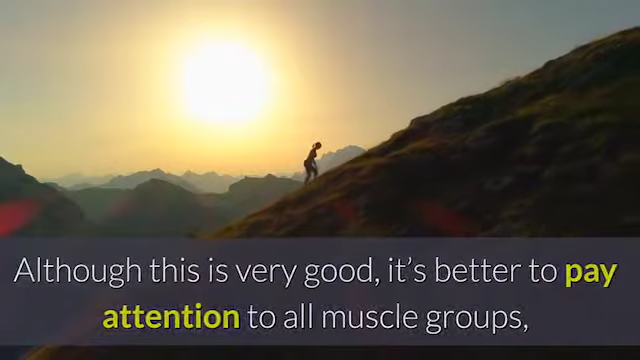 Although this is very good, it’s better to pay
attention to all muscle groups,